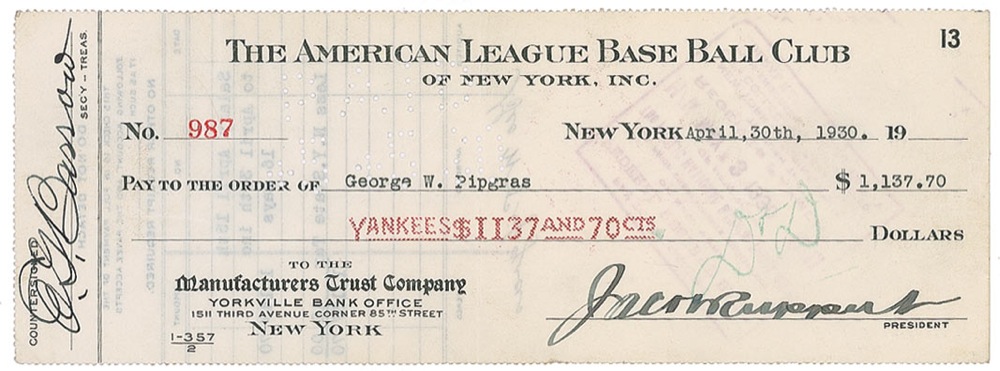 THE AMERICAN LEAGUE BASE BALL CLUB
13
OF NEW YORK, INC.
No. 987
NEW YORK April,30th, 1930. 19
PAY TO THE ORDER OF George W. Pipgras $ 1,137.70
YANKEES $1137 AND 70 CTS
DOLLARS
TO THE
Manufacturers Trust Company
YORKVILLE BANK OFFICE
1511 THIRD AVENUE CORNER 85TH STREET
NEW YORK
1-357
2
Jacob Ruppert
PRESIDENT
COUNTERSIGNED
SECY - TREAS.